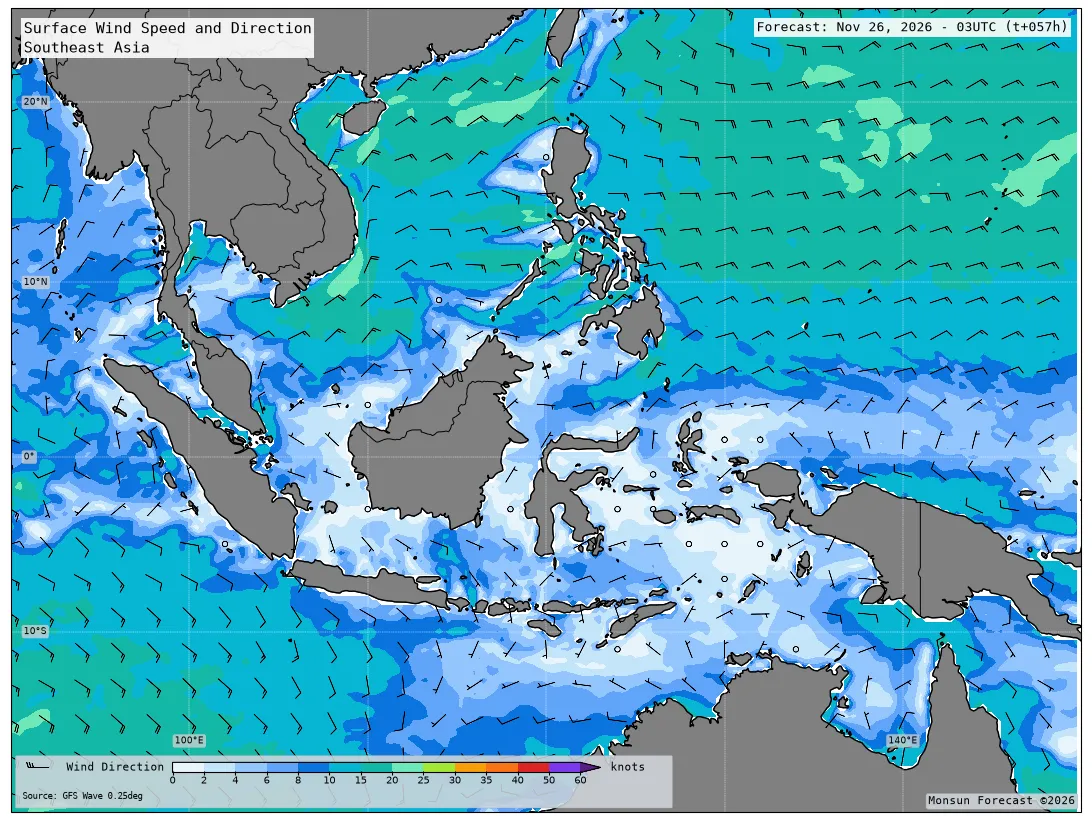 Surface Wind Speed and Direction
Southeast Asia
Forecast: Nov 26, 2026 - 03UTC (t+057h)
20°N
10°N
0°
10°S
100°E
140°E
Wind Direction
0 2 4 6 8 10 15 20 25 30 35 40 50 60
knots
Source: GFS Wave 0.25deg
Monsun Forecast ©2026